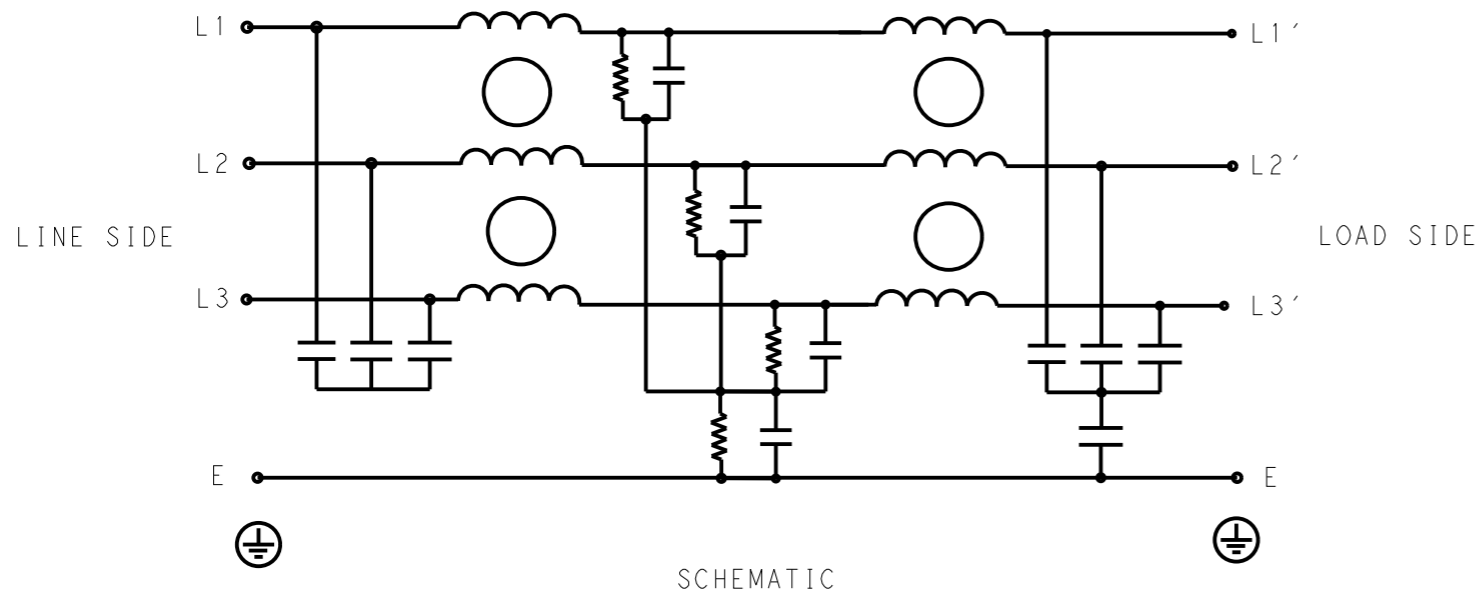 L1
L1´
L2
L2´
LINE SIDE
LOAD SIDE
L3
L3´
E
E
SCHEMATIC